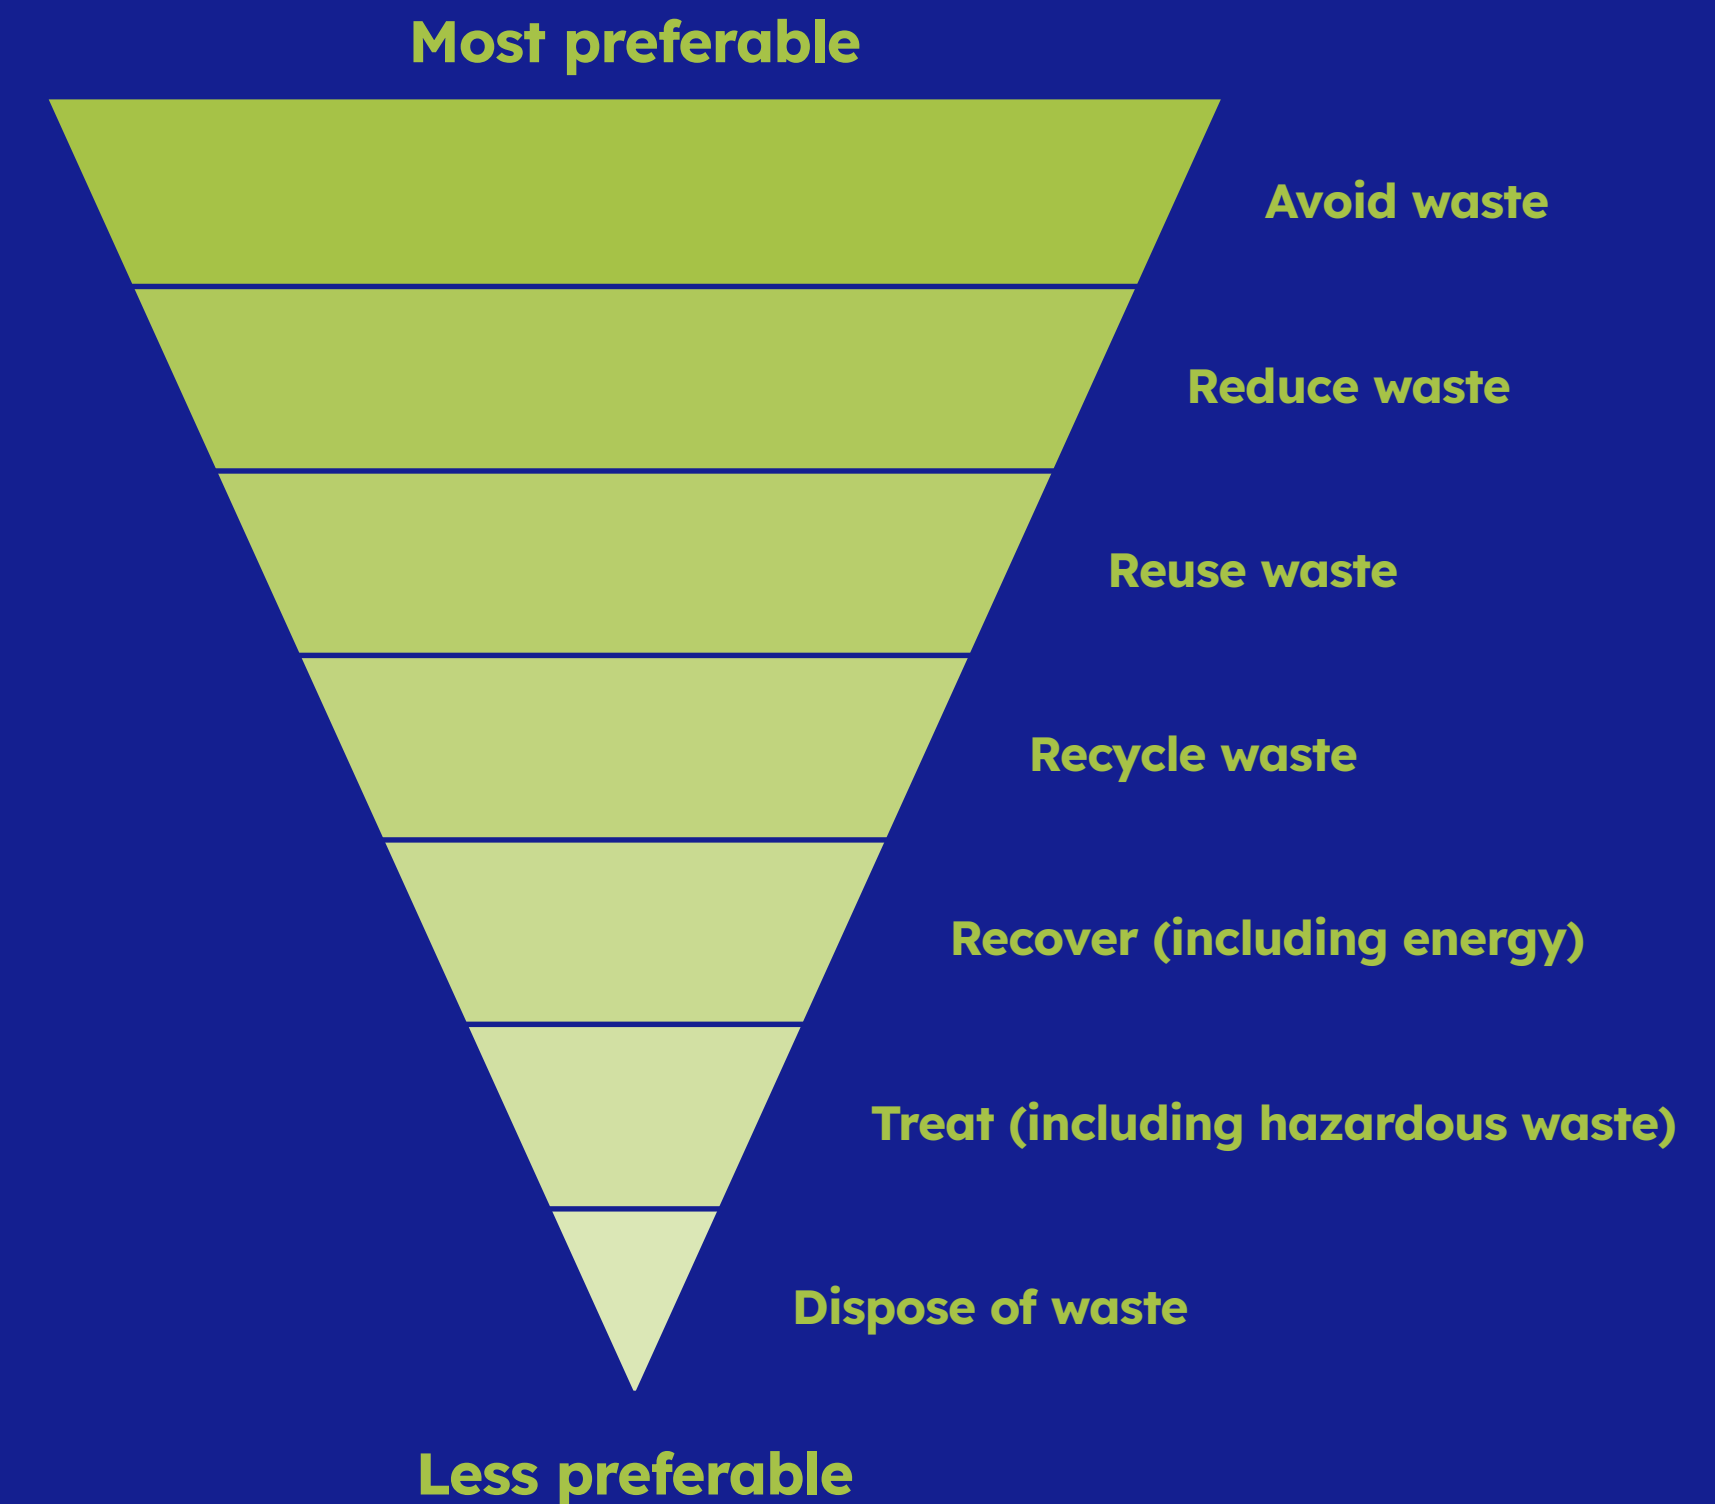 Most preferable
Avoid waste
Reduce waste
Reuse waste
Recycle waste
Recover (including energy)
Treat (including hazardous waste)
Dispose of waste
Less preferable